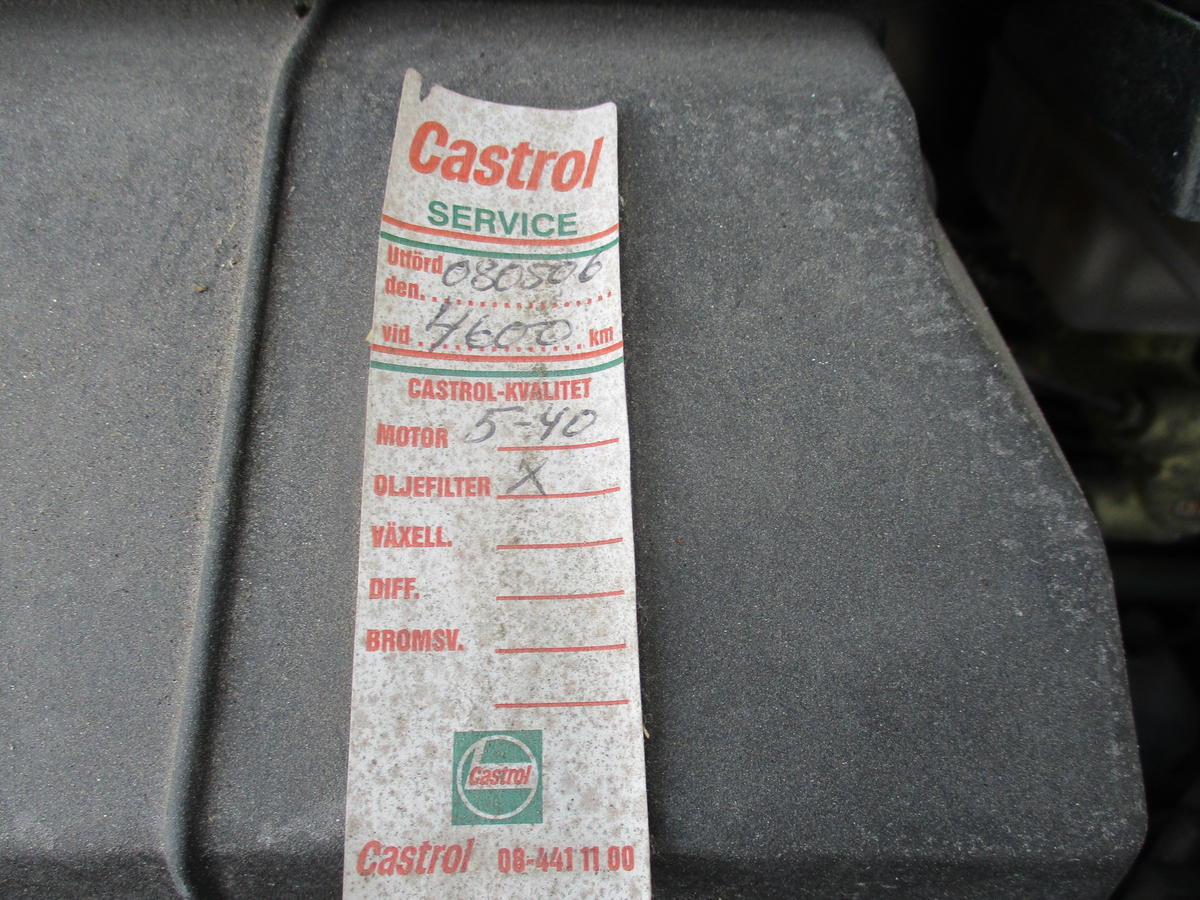 Castrol
SERVICE
Utförd 080506
den.
vid 4600 km
CASTROL-KVALITET
MOTOR 5-40
OLJEFILTER X
VÄXELL.
DIFF.
BROMSV.
Castrol
Castrol 08-441 11 00